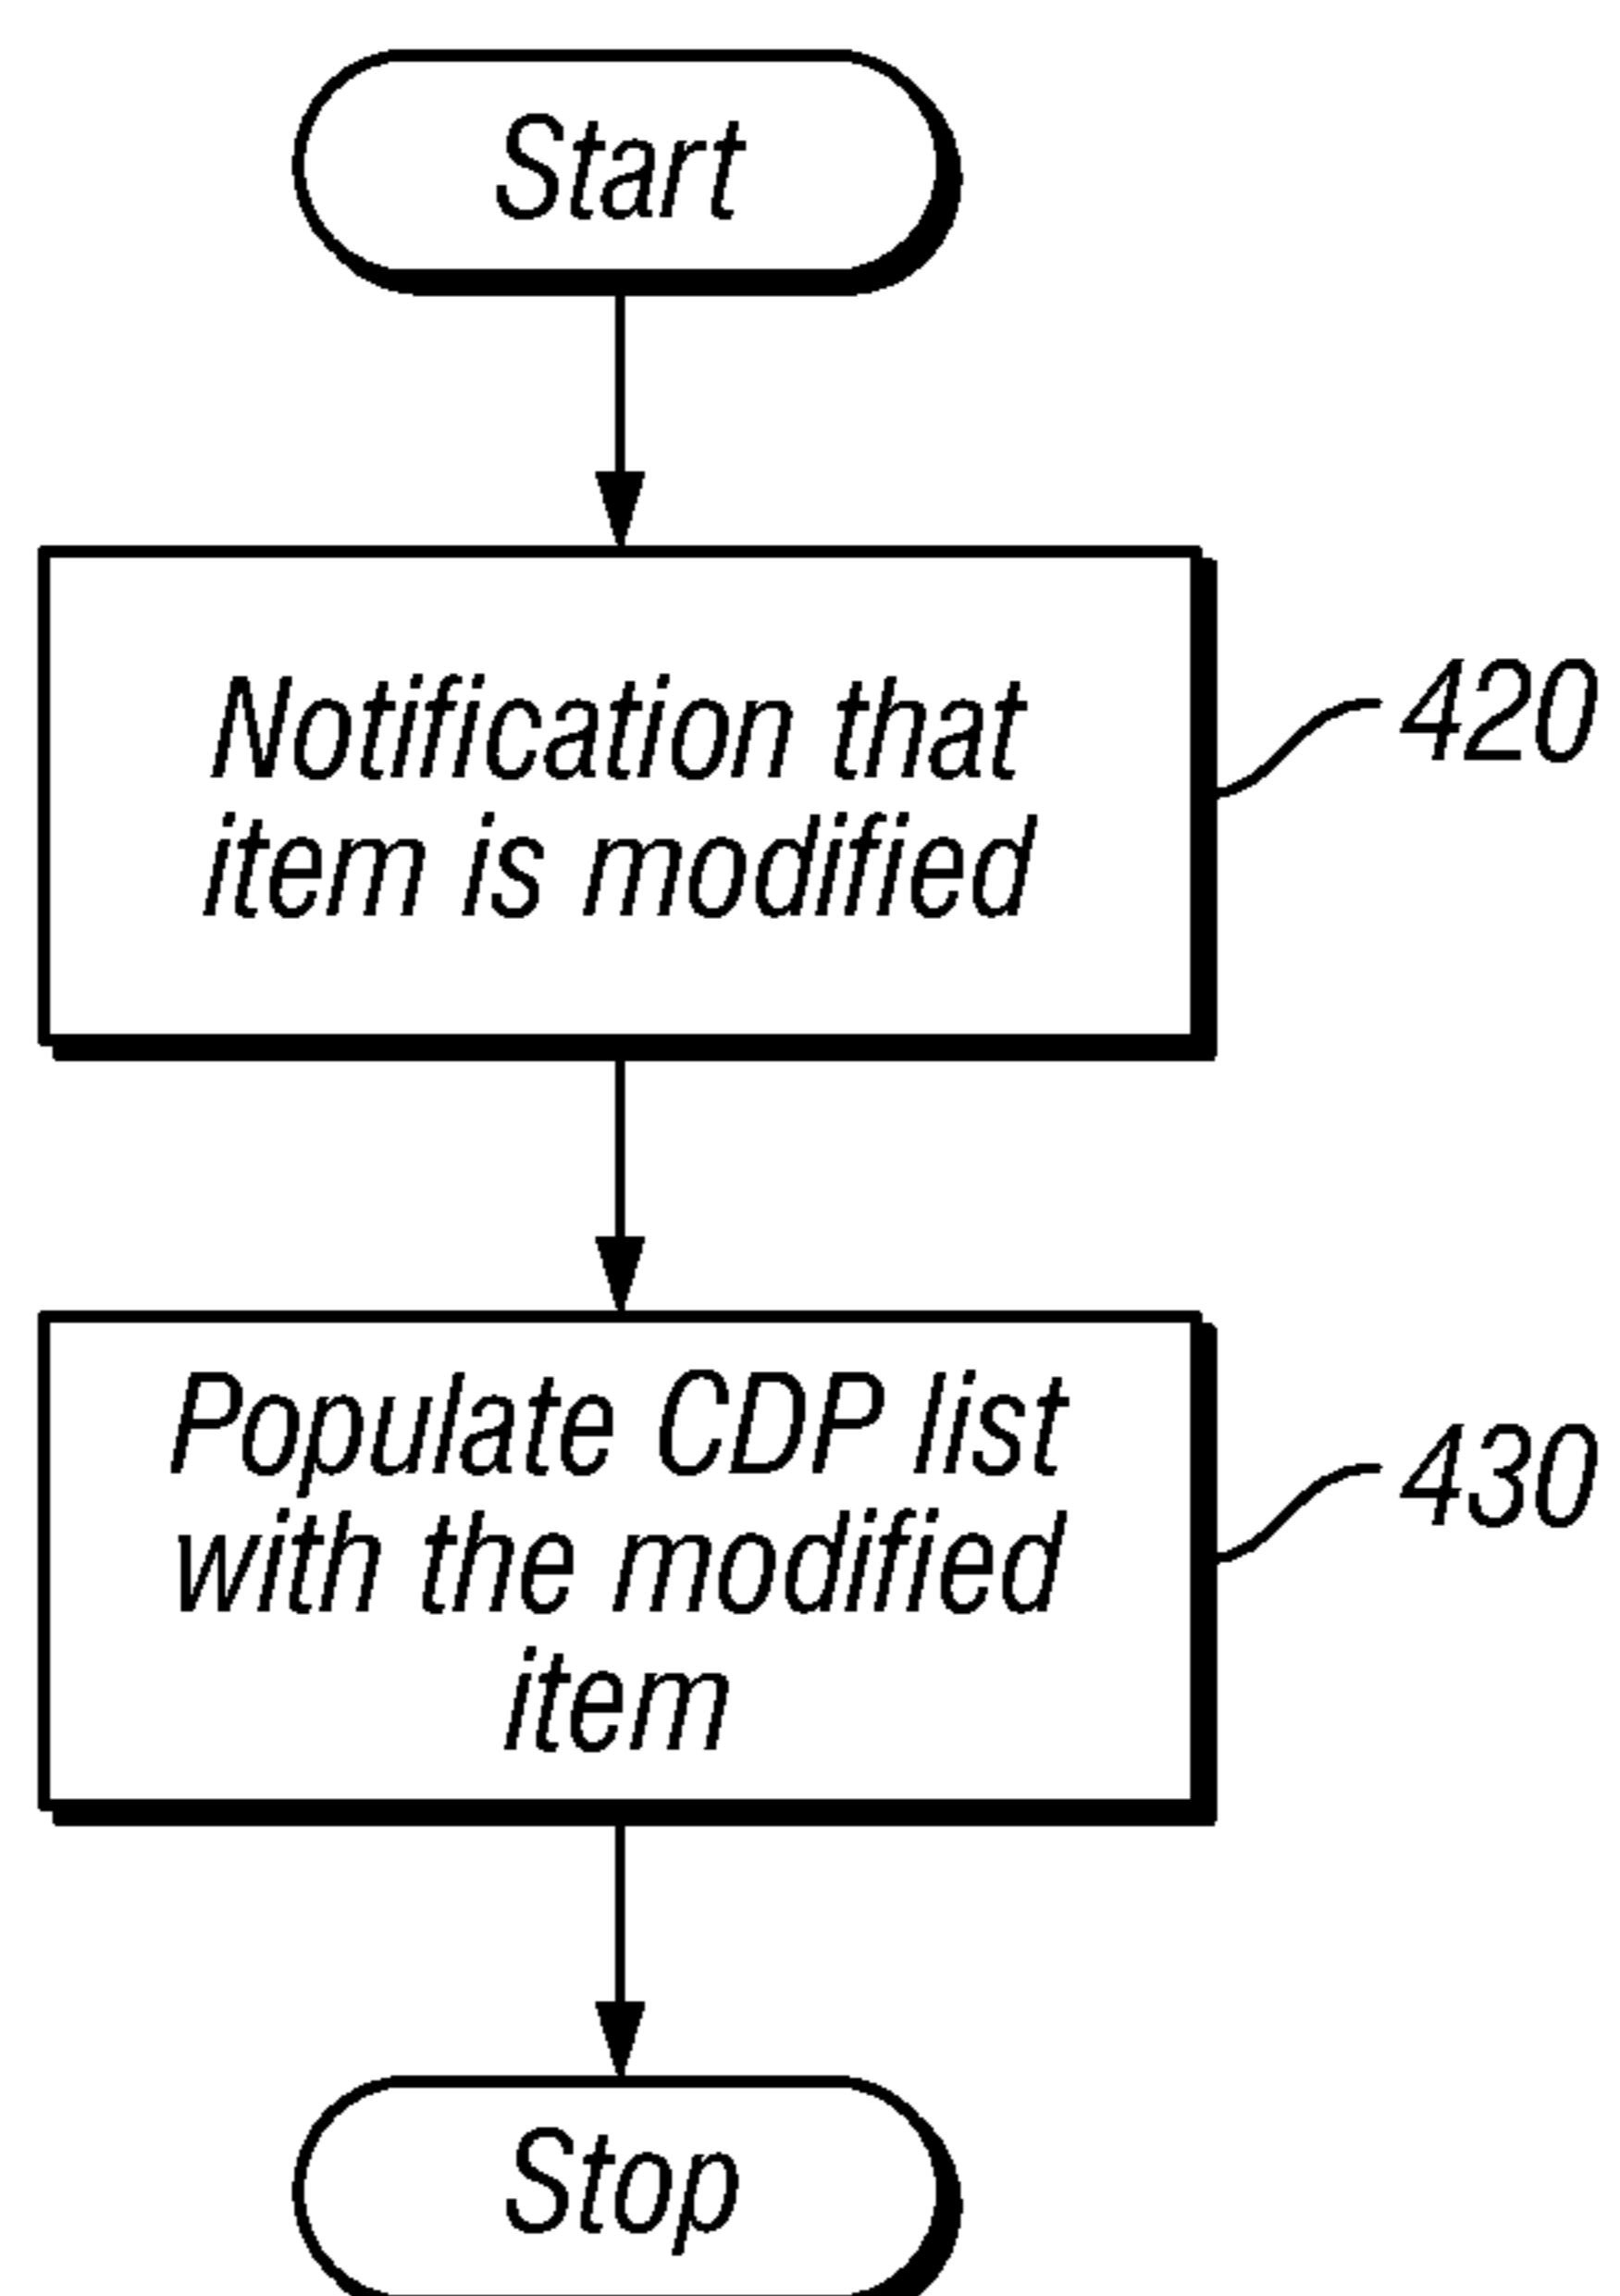 Start
Notification that
item is modified
420
Populate CDP list
with the modified
item
430
Stop